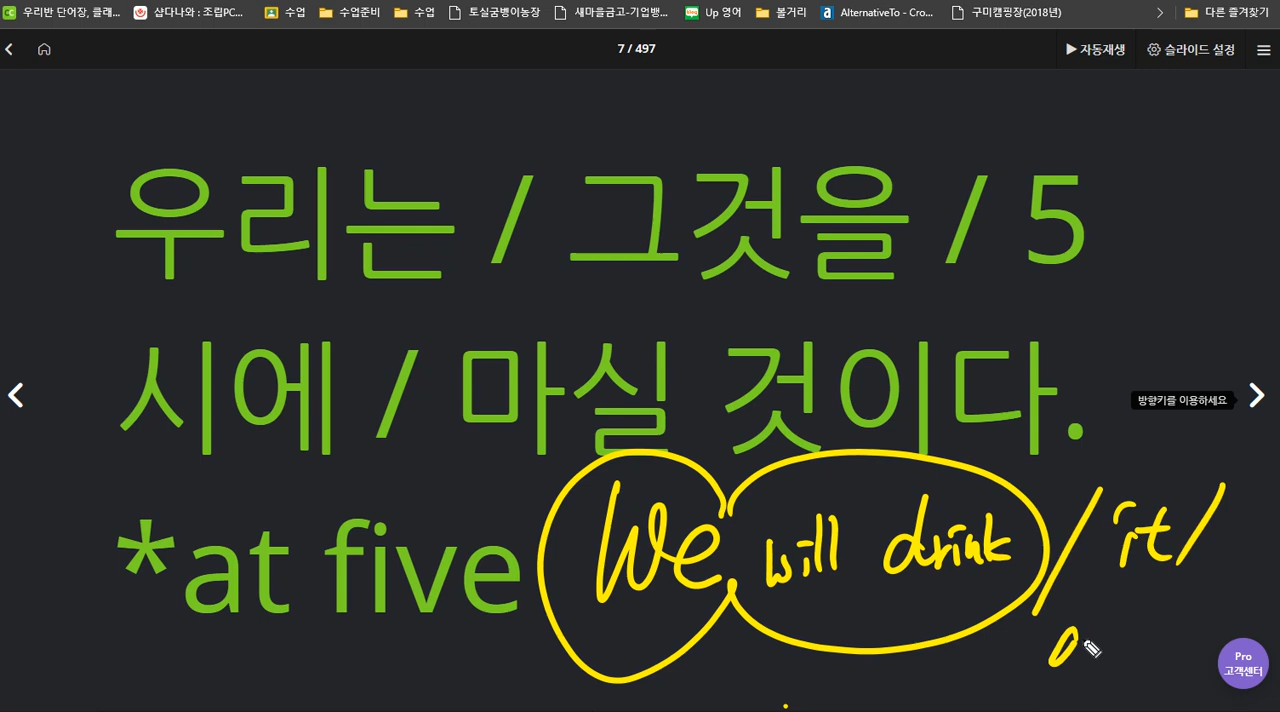 우리반 단어장, 클래... 샵다나와 : 조립PC... 수업 수업준비 수업 토실굼벵이농장 새마을금고-기업뱅... Up 영어 볼거리 AlternativeTo - Cro... 구미캠핑장(2018년) 다른 즐겨찾기
7 / 497 자동재생 슬라이드 설정
우리는 / 그것을 / 5
시에 / 마실 것이다.
방향키를 이용하세요
*at five We will drink / it /
Pro
고객센터